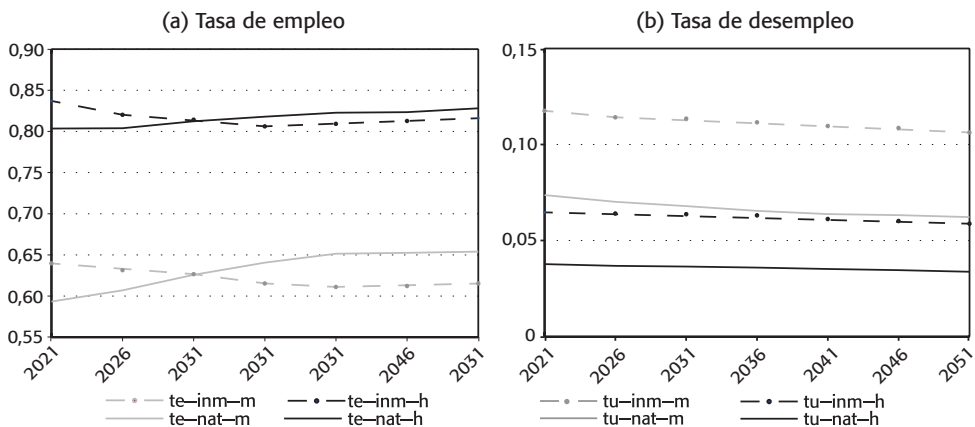 (a) Tasa de empleo
0,90
0,85
0,80
0,75
0,70
0,65
0,60
0,55
2021 2026 2031 2031 2031 2046 2031
te–inm–m te–inm–h
te–nat–m te–nat–h
(b) Tasa de desempleo
0,15
0,10
0,05
0
2021 2026 2031 2036 2041 2046 2051
tu–inm–m tu–inm–h
tu–nat–m tu–nat–h